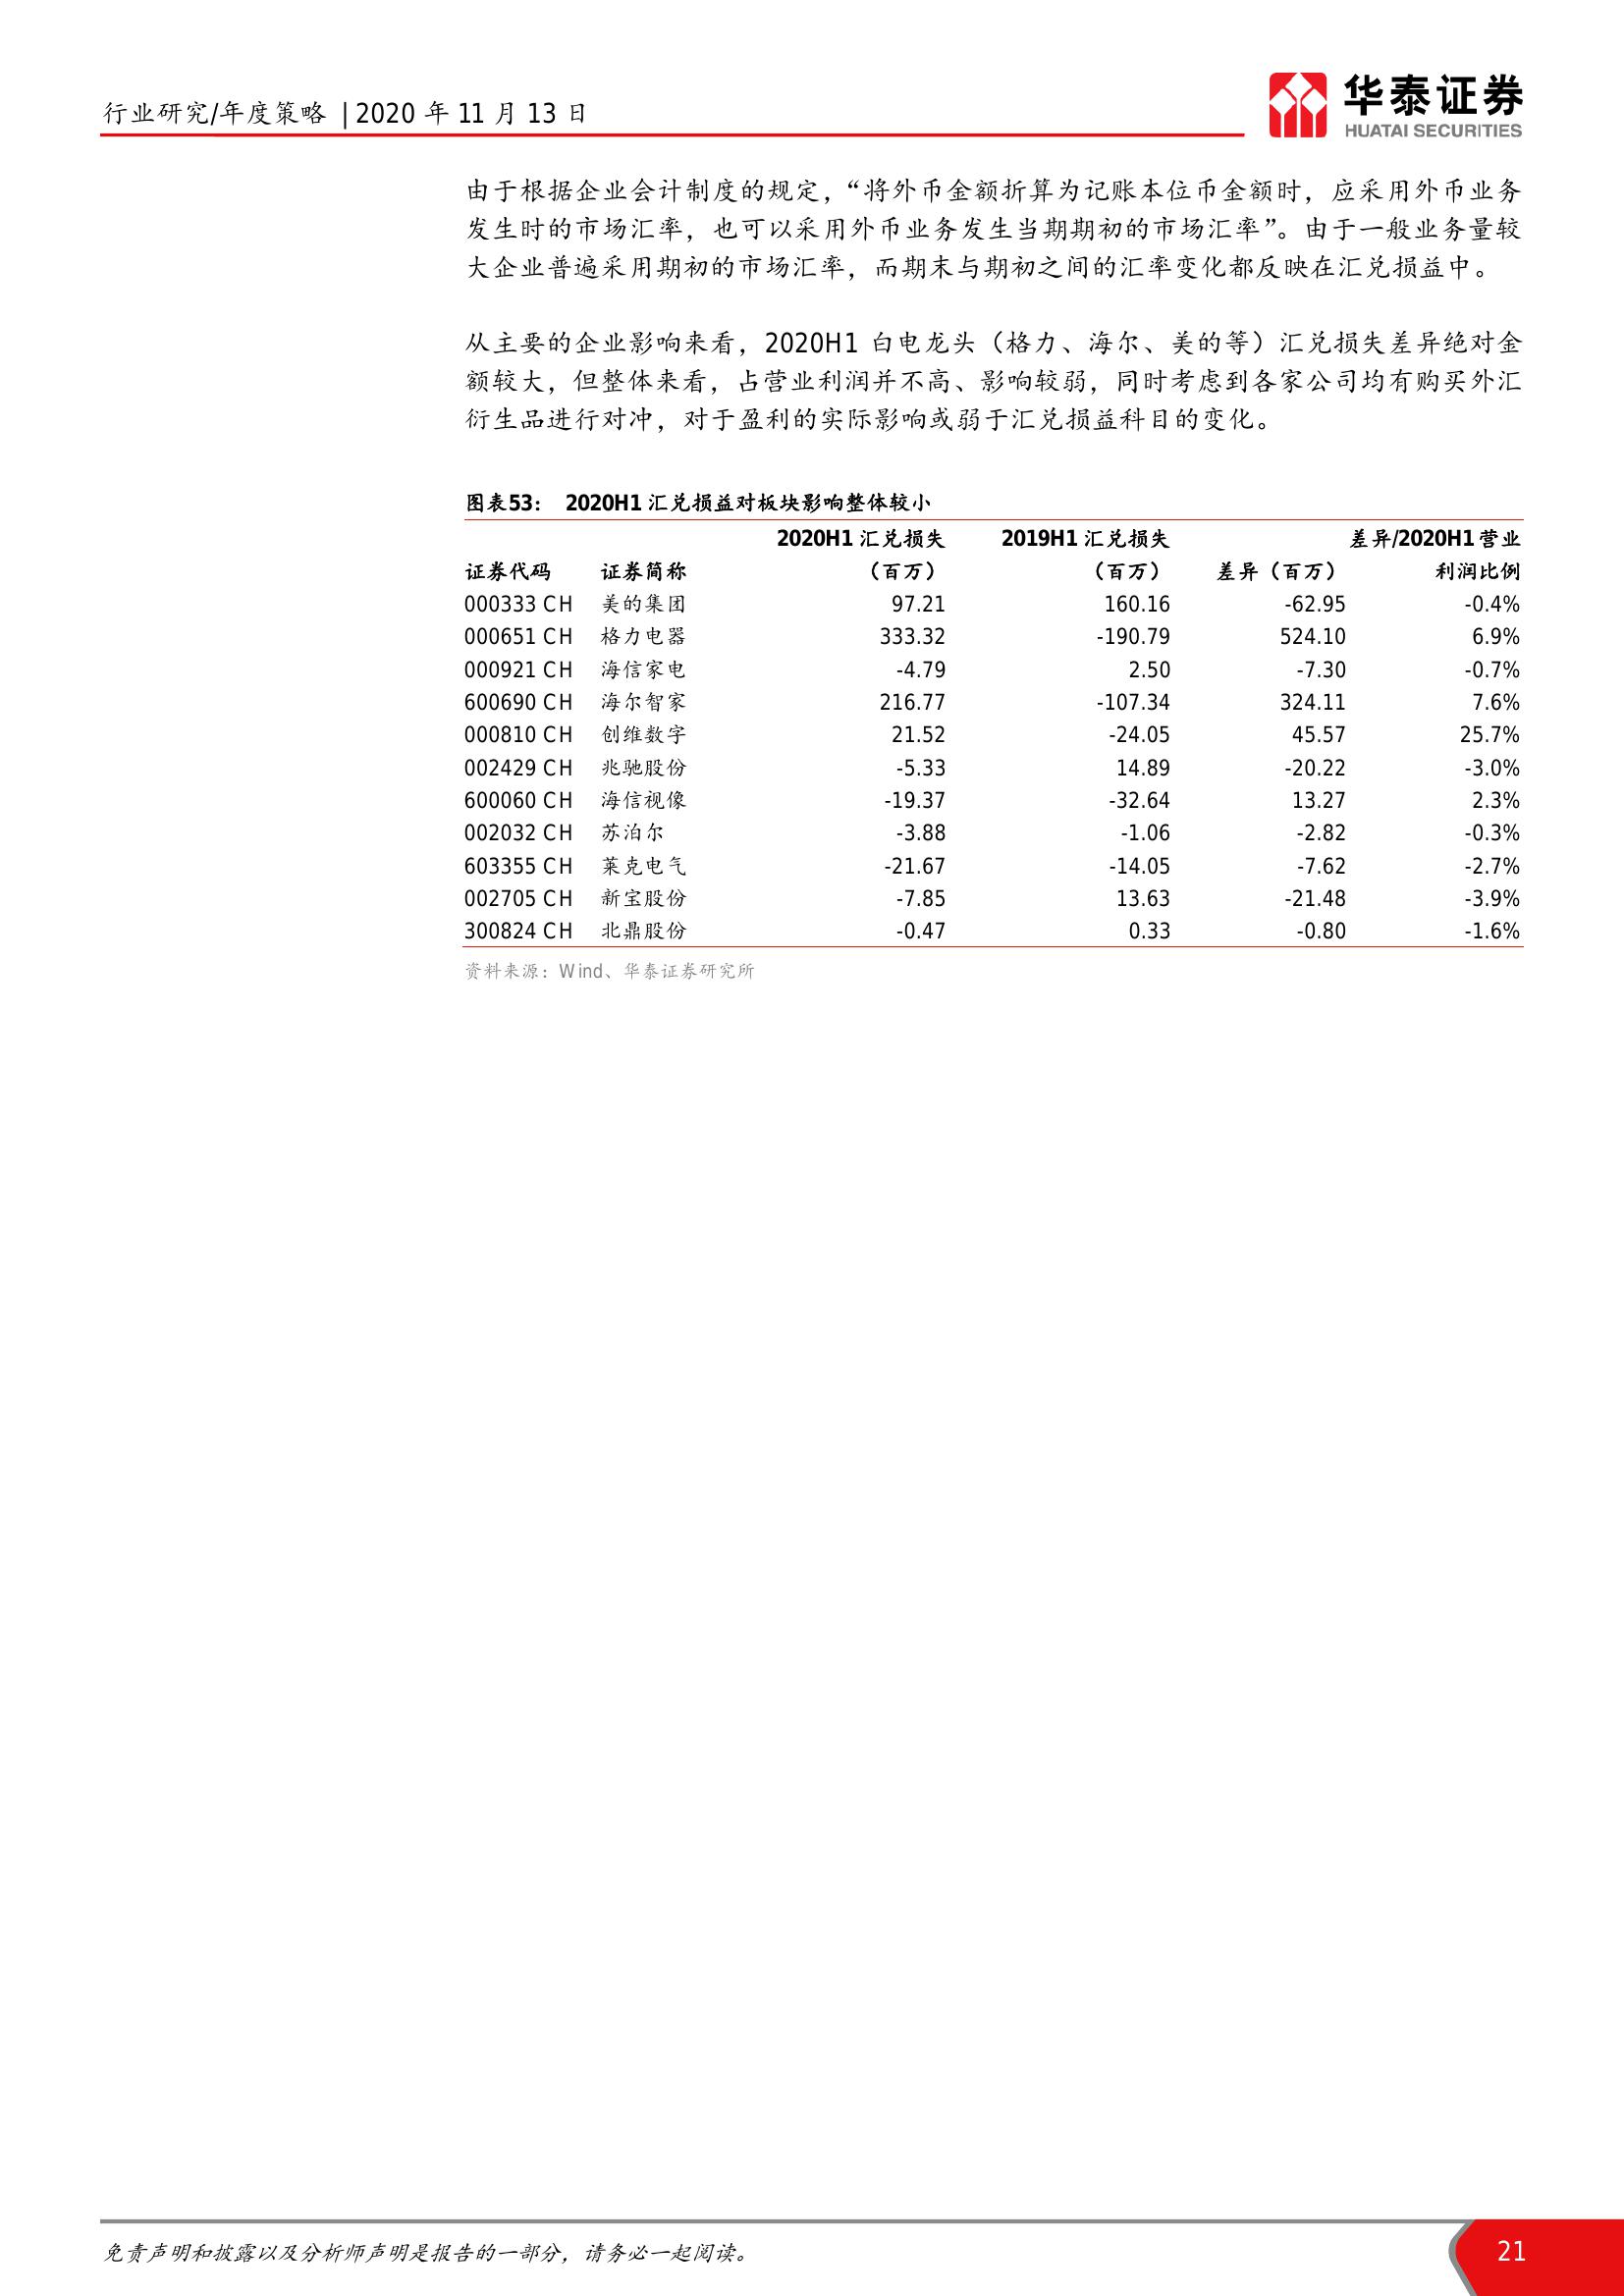 行业研究/年度策略 | 2020 年 11 月 13 日
华泰证券
HUATAI SECURITIES
由于根据企业会计制度的规定，“将外币金额折算为记账本位币金额时，应采用外币业务
发生时的市场汇率，也可以采用外币业务发生当期期初的市场汇率”。由于一般业务量较
大企业普遍采用期初的市场汇率，而期末与期初之间的汇率变化都反映在汇兑损益中。
从主要的企业影响来看，2020H1 白电龙头（格力、海尔、美的等）汇兑损失差异绝对金
额较大，但整体来看，占营业利润并不高、影响较弱，同时考虑到各家公司均有购买外汇
衍生品进行对冲，对于盈利的实际影响或弱于汇兑损益科目的变化。
图表53： 2020H1 汇兑损益对板块影响整体较小
2020H1 汇兑损失 2019H1 汇兑损失 差异/2020H1 营业
证券代码 证券简称 （百万） （百万） 差异（百万） 利润比例
000333 CH 美的集团 97.21 160.16 -62.95 -0.4%
000651 CH 格力电器 333.32 -190.79 524.10 6.9%
000921 CH 海信家电 -4.79 2.50 -7.30 -0.7%
600690 CH 海尔智家 216.77 -107.34 324.11 7.6%
000810 CH 创维数字 21.52 -24.05 45.57 25.7%
002429 CH 兆驰股份 -5.33 14.89 -20.22 -3.0%
600060 CH 海信视像 -19.37 -32.64 13.27 2.3%
002032 CH 苏泊尔 -3.88 -1.06 -2.82 -0.3%
603355 CH 莱克电气 -21.67 -14.05 -7.62 -2.7%
002705 CH 新宝股份 -7.85 13.63 -21.48 -3.9%
300824 CH 北鼎股份 -0.47 0.33 -0.80 -1.6%
资料来源：Wind、华泰证券研究所
免责声明和披露以及分析师声明是报告的一部分，请务必一起阅读。
21